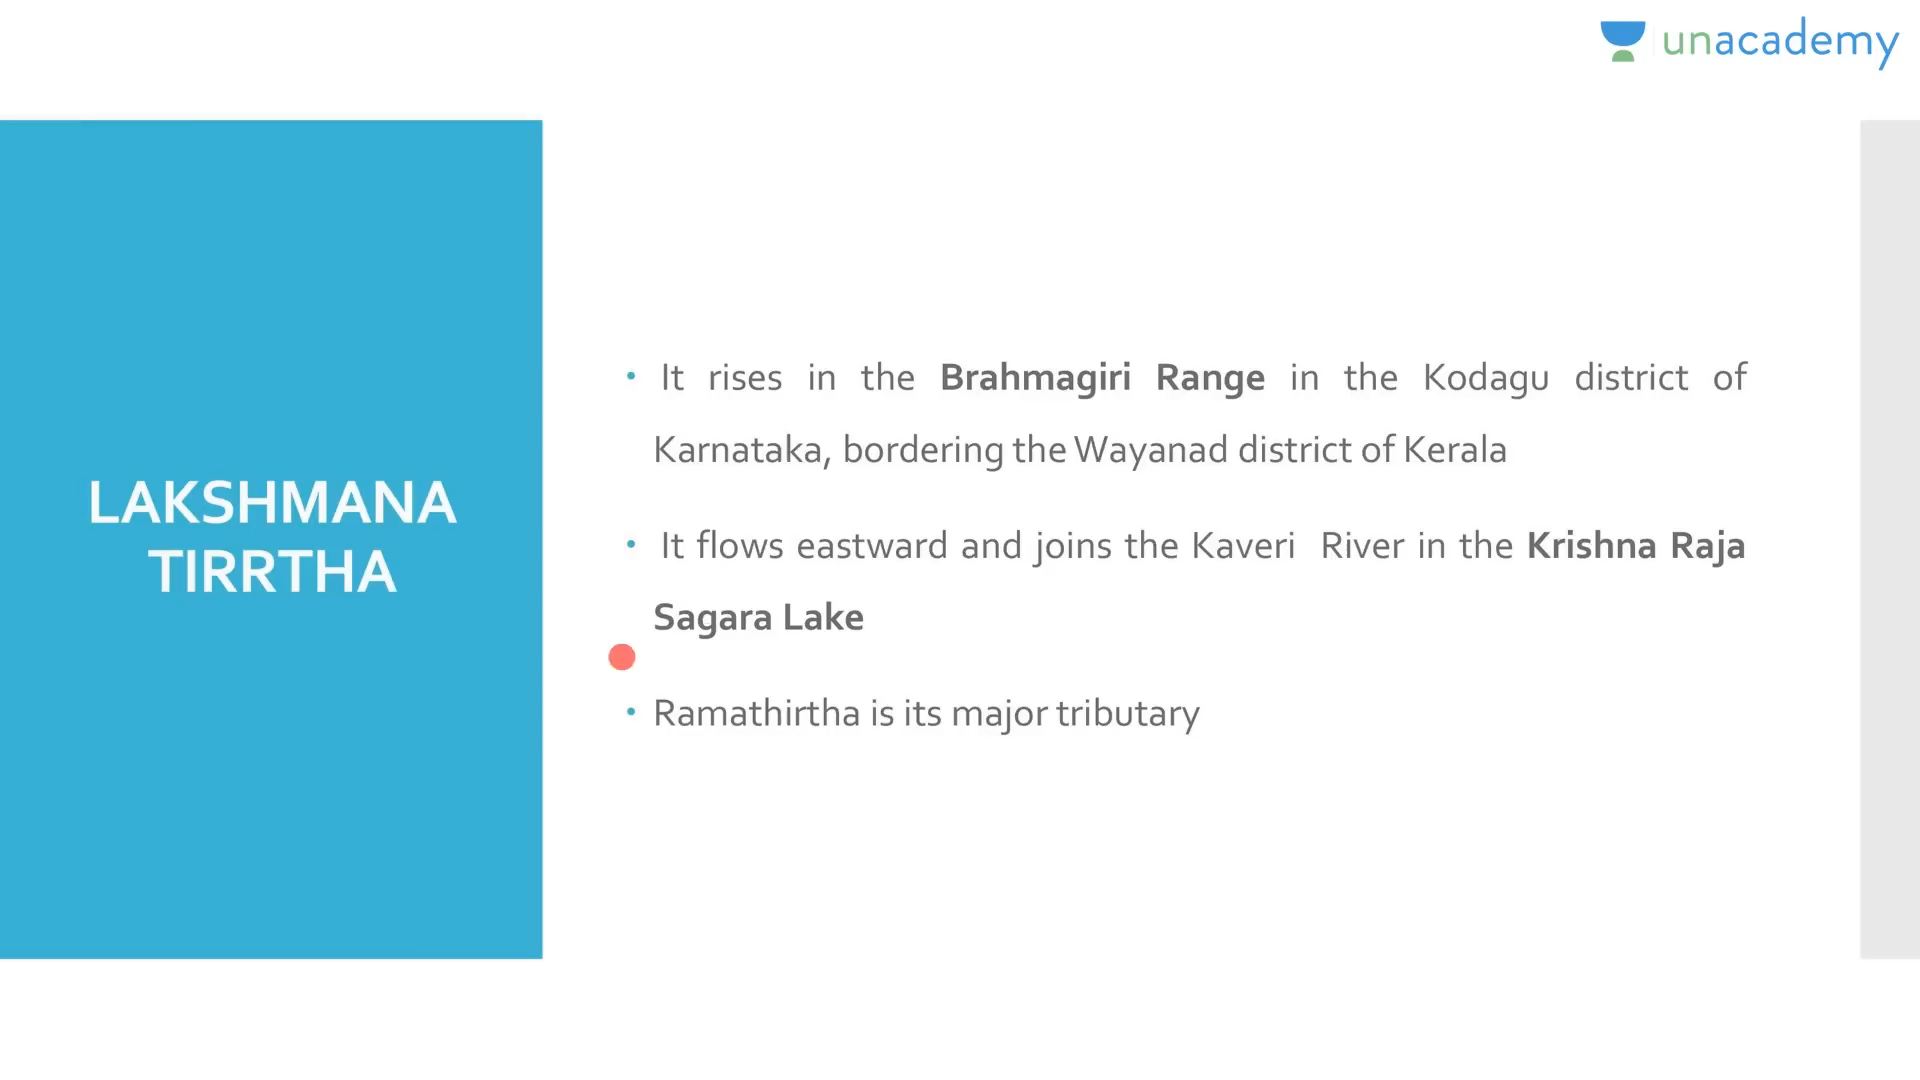 unacademy
LAKSHMANA
TIRRTHA
• It rises in the Brahmagiri Range in the Kodagu district of
Karnataka, bordering the Wayanad district of Kerala
• It flows eastward and joins the Kaveri River in the Krishna Raja
Sagara Lake
• Ramathirtha is its major tributary